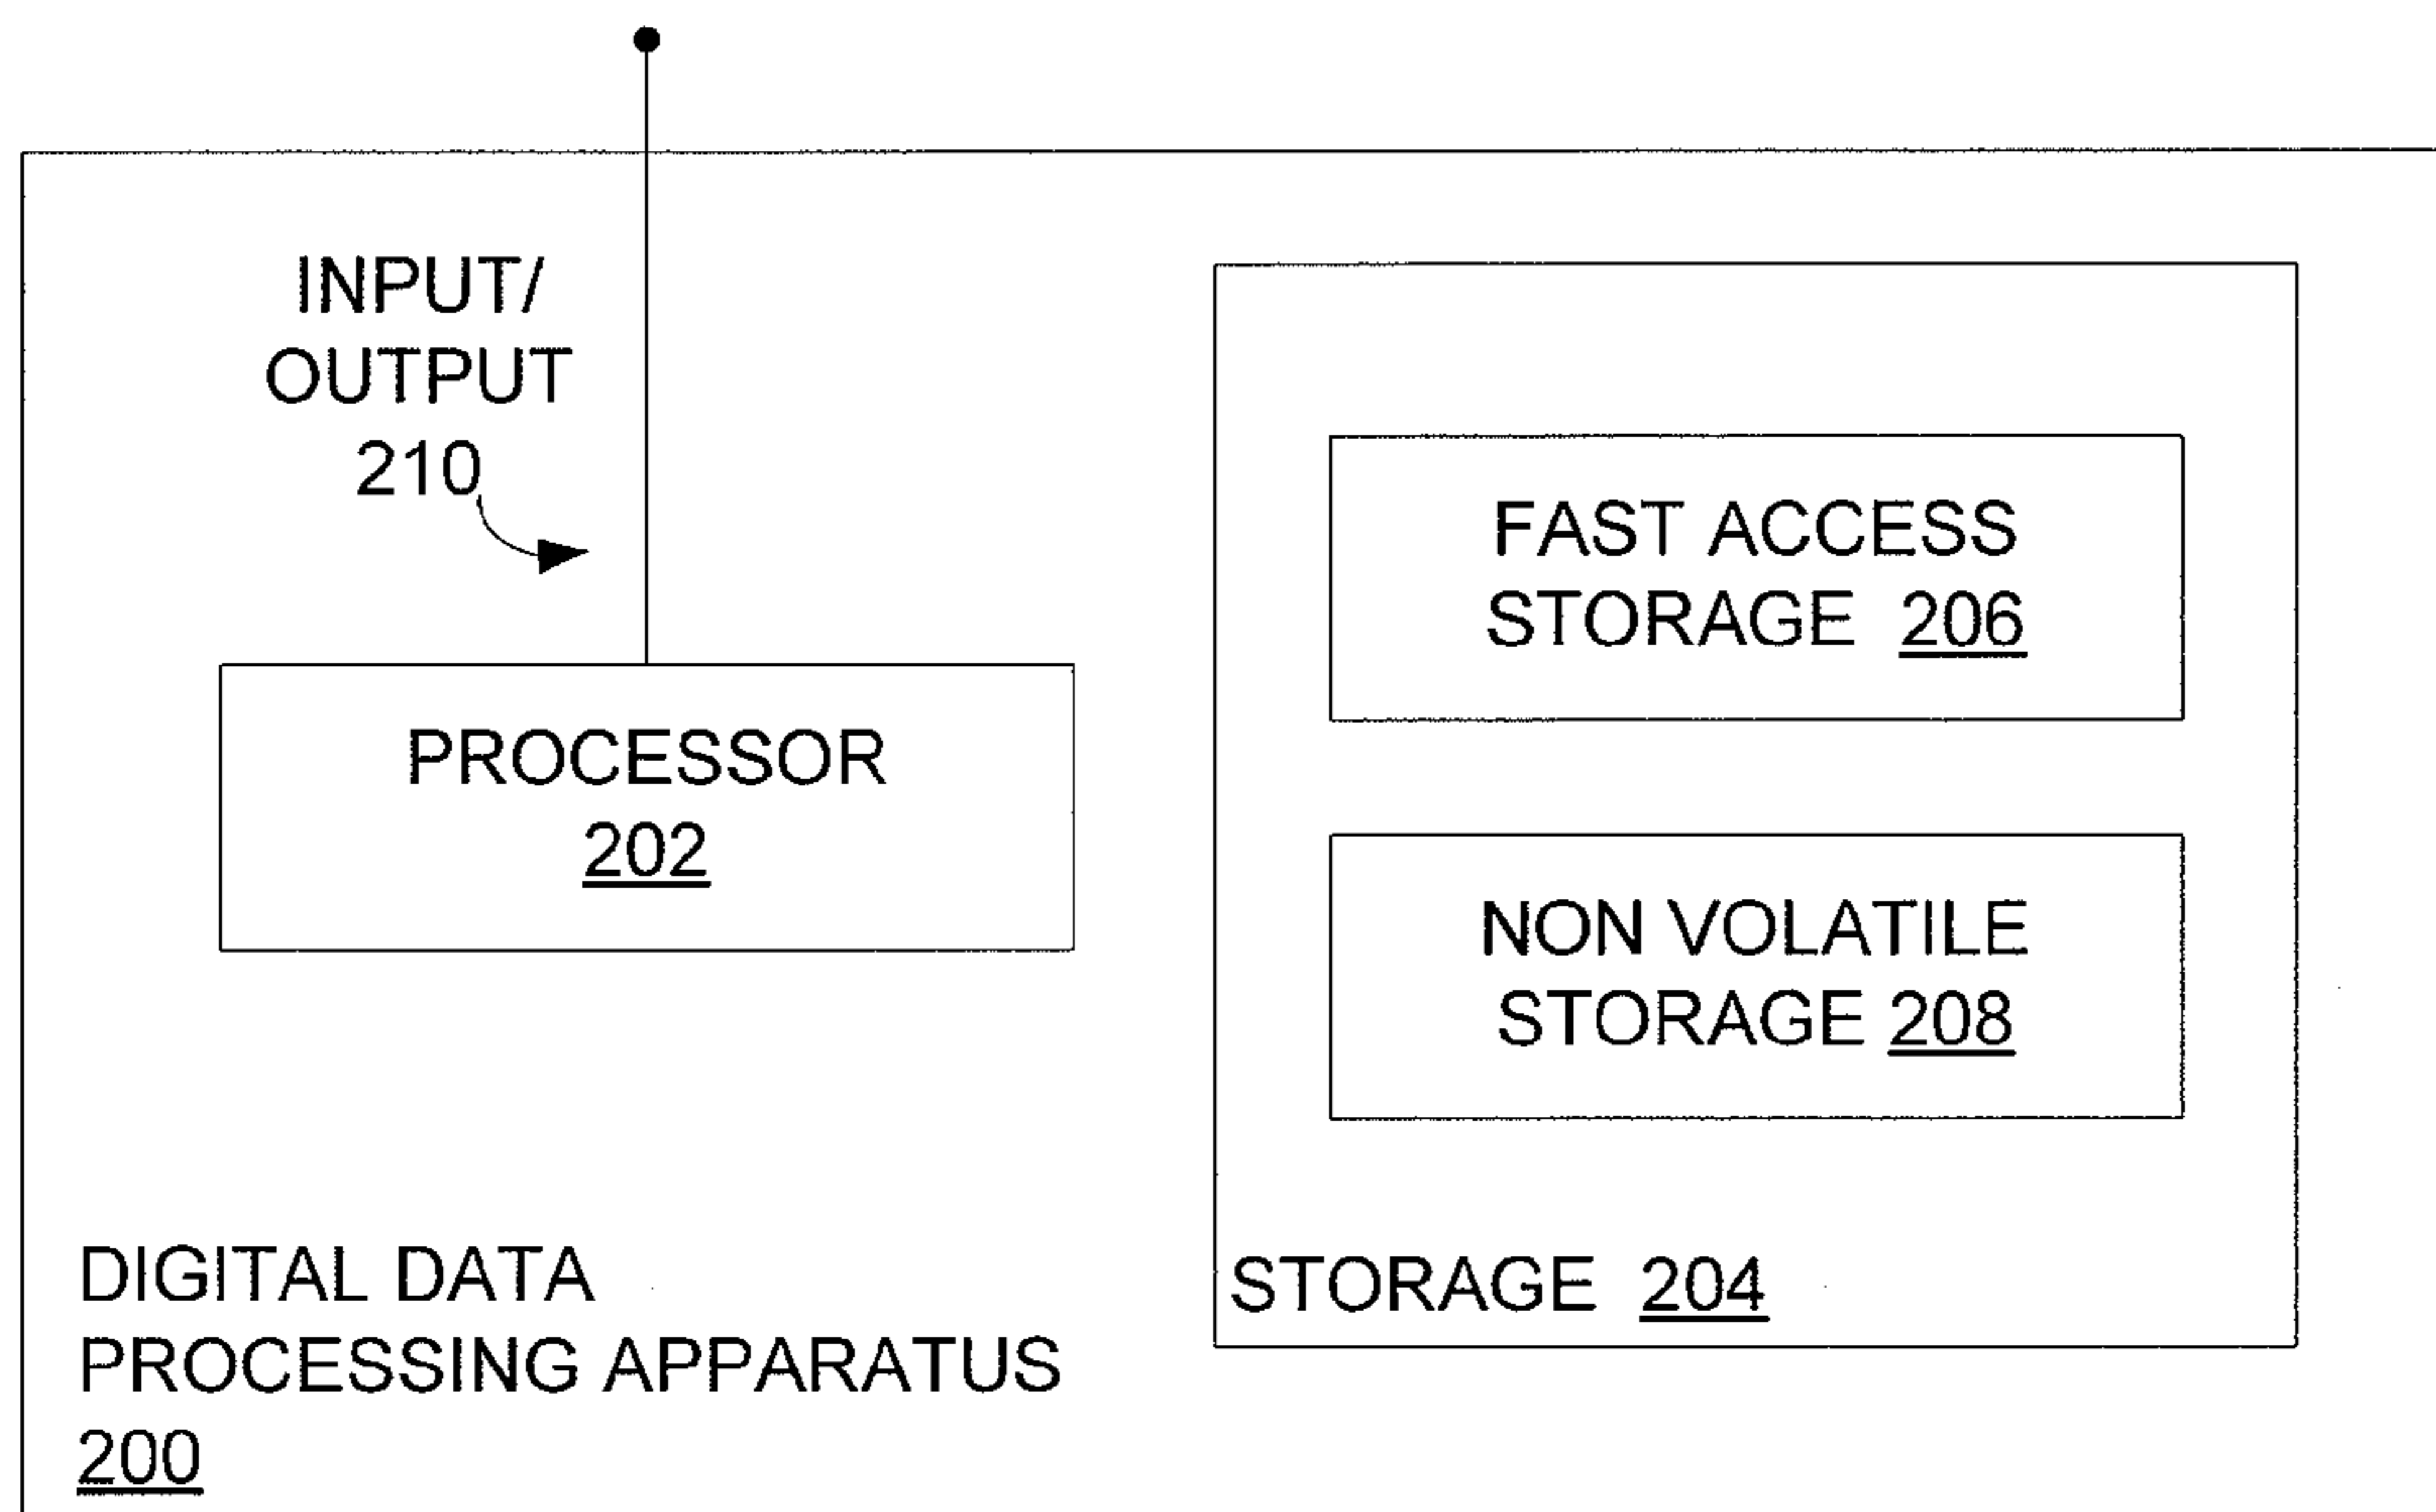 INPUT/
OUTPUT
210
PROCESSOR
202
FAST ACCESS
STORAGE 206
NON VOLATILE
STORAGE 208
STORAGE 204
DIGITAL DATA
PROCESSING APPARATUS
200